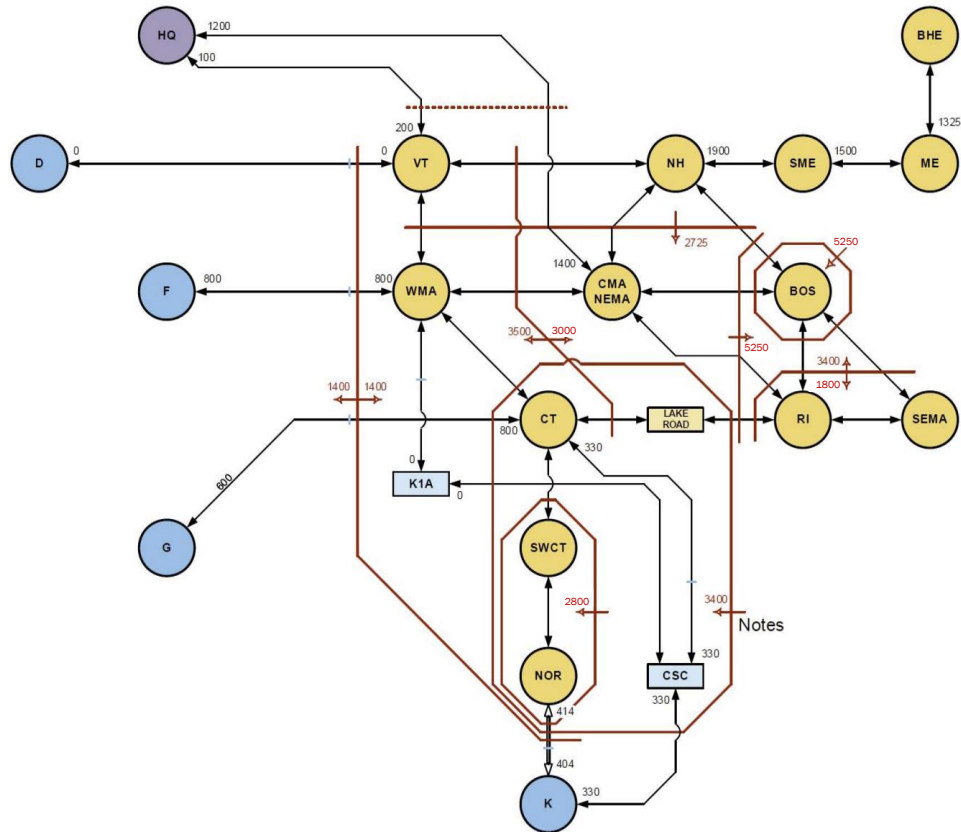 HQ
1200
BHE
100
1325
200
D
0
0
VT
NH
1900
SME
1500
ME
2725
5250
F
800
800
WMA
1400
CMA
NEMA
BOS
3500
3000
5250
3400
1800
1400
1400
CT
800
330
LAKE
ROAD
RI
SEMA
0
K1A
0
600
G
SWCT
2800
3400
Notes
330
NOR
CSC
330
414
404
K
330